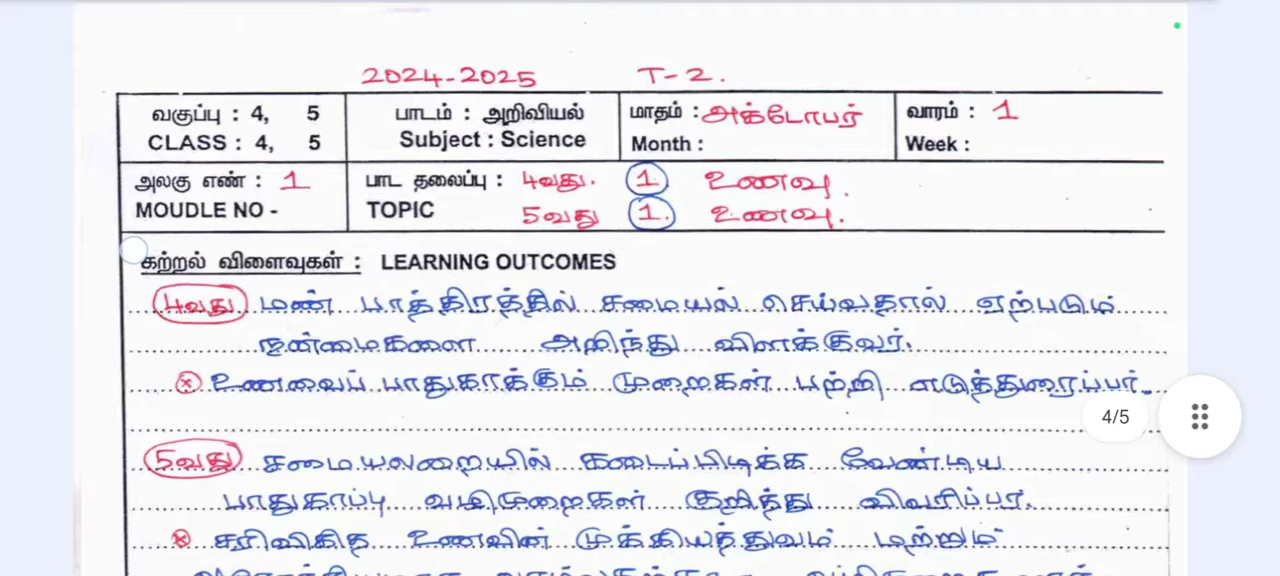 2024-2025 T-2.
வகுப்பு : 4, 5 பாடம் : அறிவியல் மாதம் : அக்டோபர் வாரம் : 1
CLASS : 4, 5 Subject : Science Month : Week :
அலகு எண் : 1 பாட தலைப்பு : 4வது. 1. உணவு.
MOUDLE NO - TOPIC 5வது 1. உணவு.
கற்றல் விளைவுகள் : LEARNING OUTCOMES
4வது மண் பாத்திரத்தில் சமையல் செய்வதால் ஏற்படும்
நன்மைகளை அறிந்து விளக்குவர்.
உணவைப் பாதுகாக்கும் முறைகள் பற்றி எடுத்துரைப்பர்.
4/5
5வது சமையலறையில் கடைப்பிடிக்க வேண்டிய
பாதுகாப்பு வழிமுறைகள் குறித்து விவரிப்பர்.
சரிவிகித உணவின் முக்கியத்துவம் மற்றும்